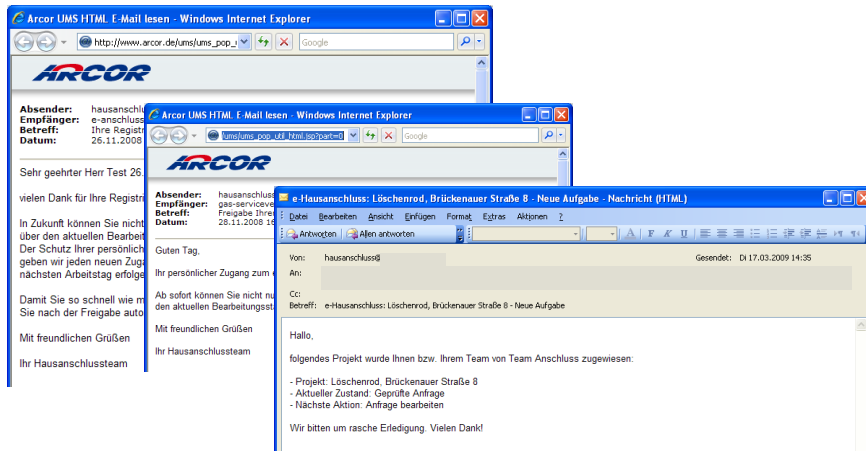 Arcor UMS HTML E-Mail lesen - Windows Internet Explorer
http://www.arcor.de/ums/ums_pop_
Google
ARCOR
Absender: hausanschlu
Empfänger: e-anschluss
Betreff: Ihre Registr
Datum: 26.11.2008
Sehr geehrter Herr Test 26.
vielen Dank für Ihre Registri
In Zukunft können Sie nicht
über den aktuellen Bearbeit
Der Schutz Ihrer persönlich
geben wir jeden neuen Zuga
nächsten Arbeitstag erfolge
Damit Sie so schnell wie m
Sie nach der Freigabe auto
Mit freundlichen Grüßen
Ihr Hausanschlussteam
Arcor UMS HTML E-Mail lesen - Windows Internet Explorer
/ums/ums_pop_util_html.jsp?part=0
Google
ARCOR
Absender: hausanschluss
Empfänger: gas-serviceve
Betreff: Freigabe Ihres
Datum: 28.11.2008 16
Guten Tag,
Ihr persönlicher Zugang zum
Ab sofort können Sie nicht nu
den aktuellen Bearbeitungsst
Mit freundlichen Grüßen
Ihr Hausanschlussteam
e-Hausanschluss: Löschenrod, Brückenauer Straße 8 - Neue Aufgabe - Nachricht (HTML)
Datei Bearbeiten Ansicht Einfügen Format Extras Aktionen ?
Antworten Allen antworten A F K U
Von: hausanschluss@ Gesendet: Di 17.03.2009 14:35
An:
Cc:
Betreff: e-Hausanschluss: Löschenrod, Brückenauer Straße 8 - Neue Aufgabe
Hallo,
folgendes Projekt wurde Ihnen bzw. Ihrem Team von Team Anschluss zugewiesen:
- Projekt: Löschenrod, Brückenauer Straße 8
- Aktueller Zustand: Geprüfte Anfrage
- Nächste Aktion: Anfrage bearbeiten
Wir bitten um rasche Erledigung. Vielen Dank!